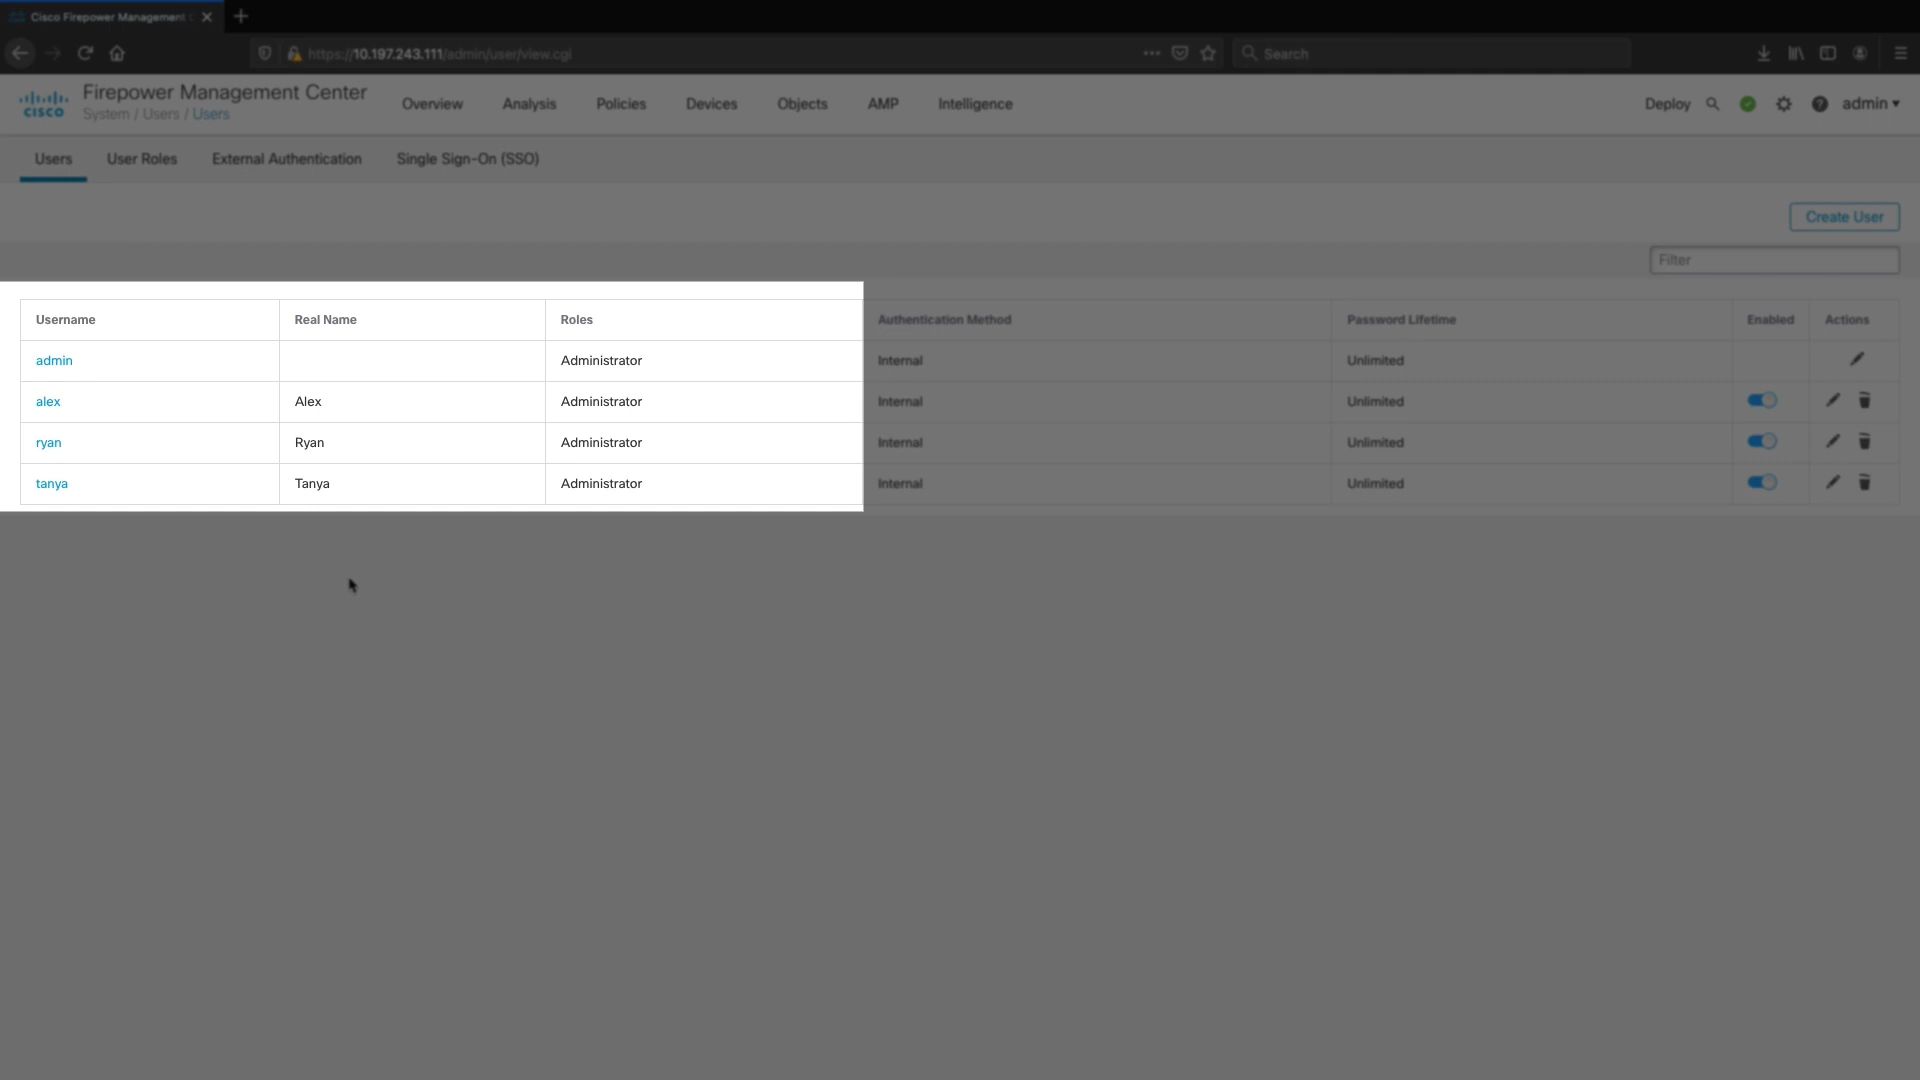 Cisco Firepower Management C
https://10.197.243.111/admin/user/view.cgi
Search
cisco
Firepower Management Center
System / Users / Users
Overview
Analysis
Policies
Devices
Objects
AMP
Intelligence
Deploy
admin
Users
User Roles
External Authentication
Single Sign-On (SSO)
Create User
Filter
Username Real Name Roles Authentication Method Password Lifetime Enabled Actions
admin Administrator Internal Unlimited
alex Alex Administrator Internal Unlimited
ryan Ryan Administrator Internal Unlimited
tanya Tanya Administrator Internal Unlimited